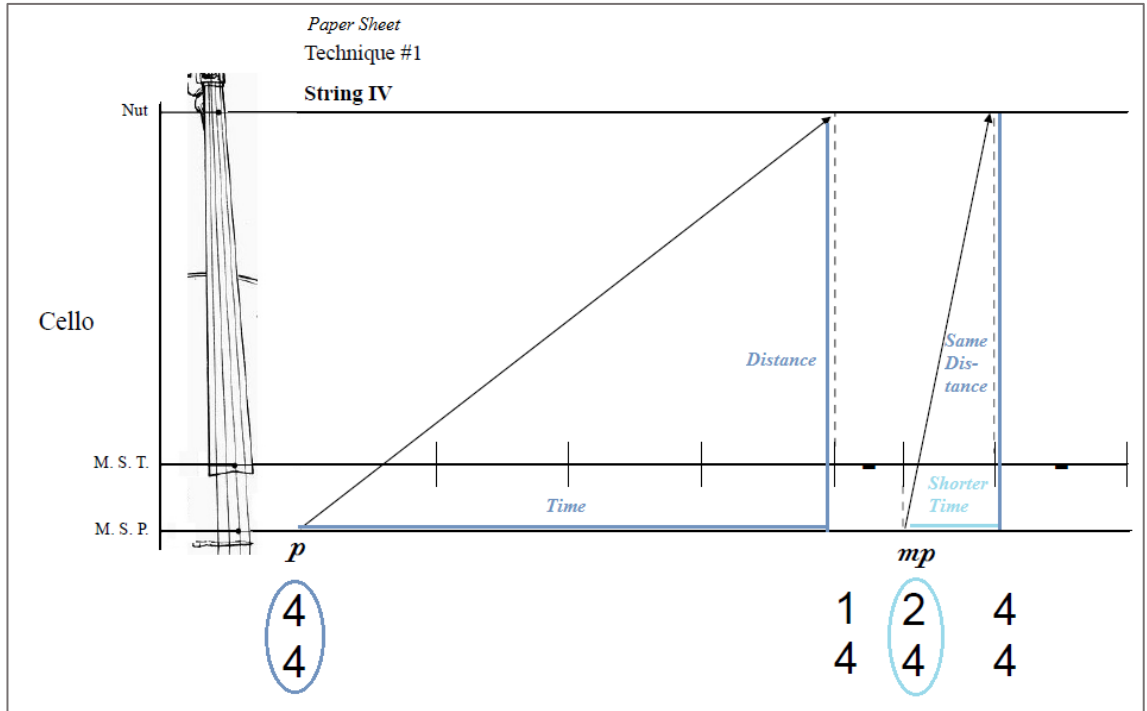 Paper Sheet
Technique #1
String IV
Nut
Cello
Distance
Same
Dis-
tance
M. S. T.
Time
Shorter
Time
M. S. P.
p
mp
4
4
1
4
2
4
4
4